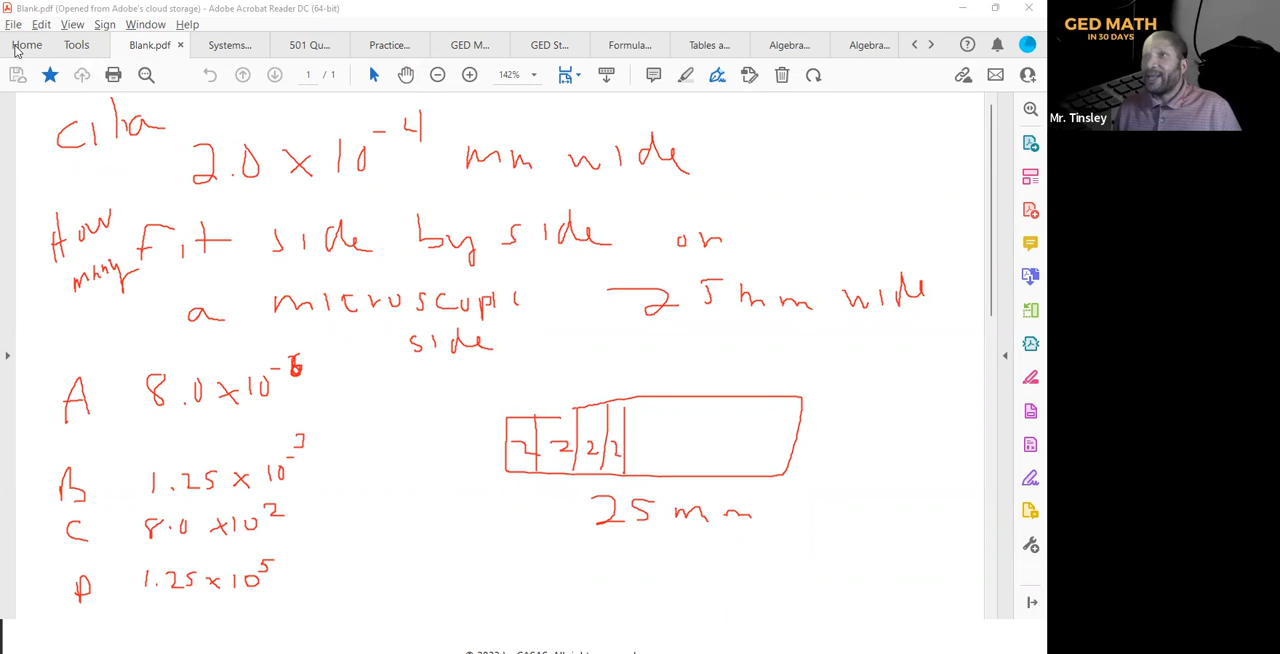 Blank.pdf (Opened from Adobe's cloud storage) - Adobe Acrobat Reader DC (64-bit)
File Edit View Sign Window Help
Home Tools Blank.pdf × Systems... 501 Qu... Practice... GED M... GED St... Formula... Tables a... Algebra... Algebra...
1 / 1 142%
GED MATH
IN 30 DAYS
Mr. Tinsley
Cilia
2.0 × 10⁻⁴ mm wide
How many Fit side by side on
a microscopic side 25 mm wide
A 8.0 × 10⁻⁶
B 1.25 × 10⁻³
C 8.0 × 10²
D 1.25 × 10⁵
2 2 2 2
25 mm